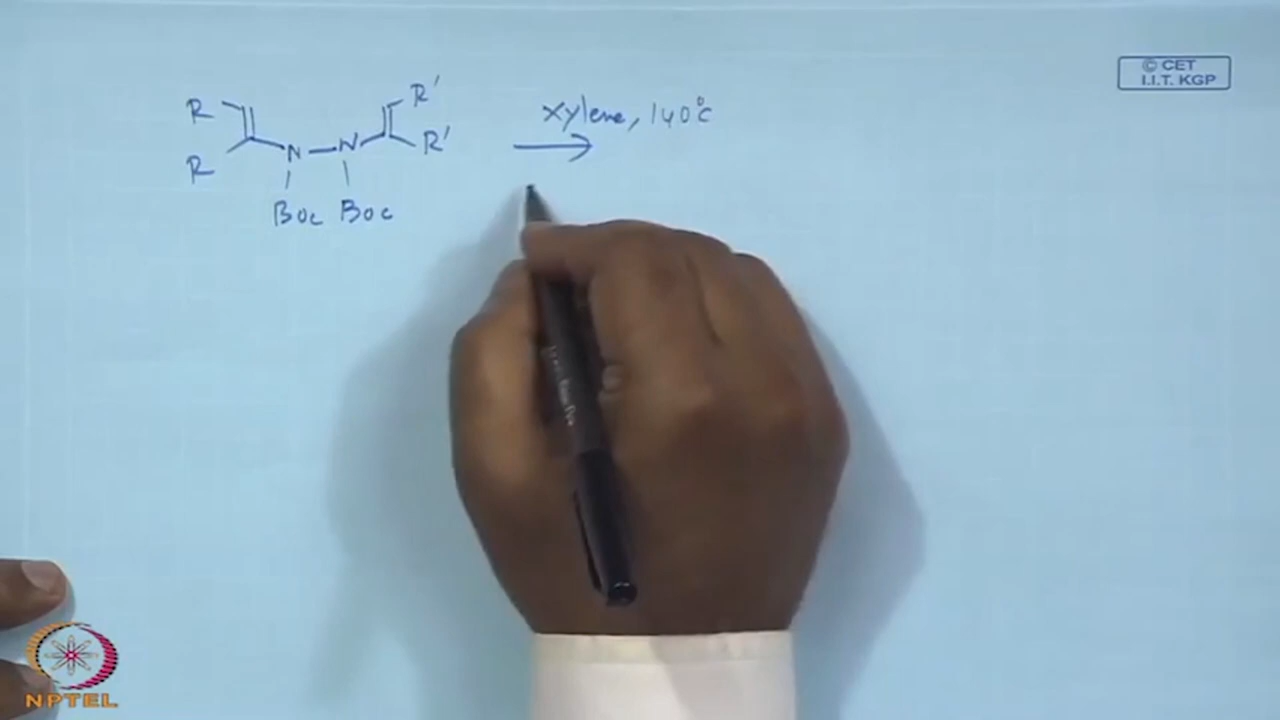 © CET
I.I.T. KGP
R R'
xylene, 140°C
R N N R'
Boc Boc
NPTEL